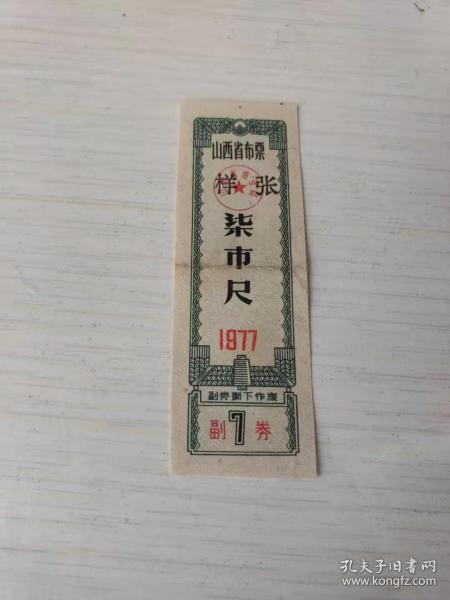 山西省布票
样张
柒市尺
1977
副券撕下作废
副 7 券
孔夫子旧书网
www.kongfz.com